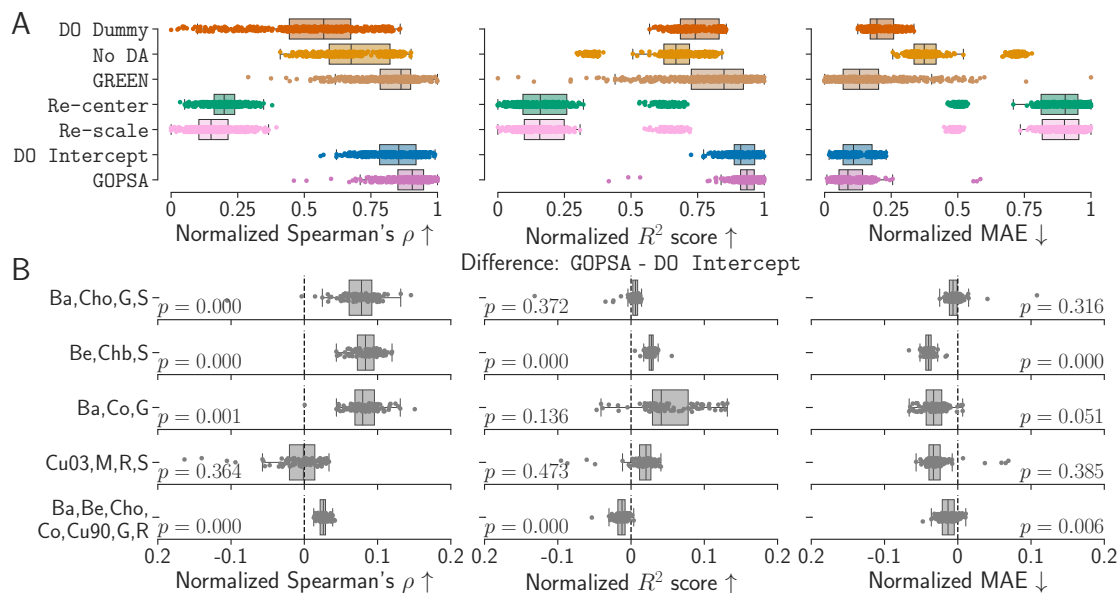 A
DO Dummy
No DA
GREEN
Re-center
Re-scale
DO Intercept
GOPSA
0 0.25 0.5 0.75 1
0 0.25 0.5 0.75 1
0 0.25 0.5 0.75 1
Normalized Spearman's ρ ↑
Normalized R² score ↑
Normalized MAE ↓
B
Difference: GOPSA - DO Intercept
Ba,Cho,G,S
p = 0.000
p = 0.372
p = 0.316
Be,Chb,S
p = 0.000
p = 0.000
p = 0.000
Ba,Co,G
p = 0.001
p = 0.136
p = 0.051
Cu03,M,R,S
p = 0.364
p = 0.473
p = 0.385
Ba,Be,Cho,
Co,Cu90,G,R
p = 0.000
p = 0.000
p = 0.006
0.2 -0.1 0 0.1 0.2
0.2 -0.1 0 0.1 0.2
0.2 -0.1 0 0.1 0.2
Normalized Spearman's ρ ↑
Normalized R² score ↑
Normalized MAE ↓